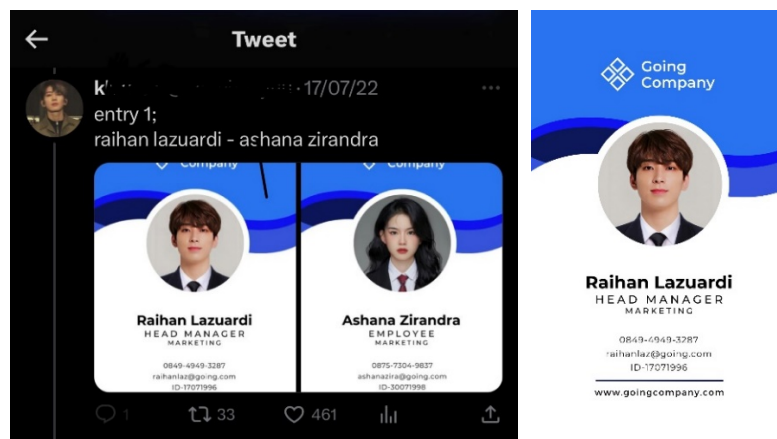 Tweet
17/07/22
entry 1;
raihan lazuardi - ashana zirandra
Company
Raihan Lazuardi
HEAD MANAGER
MARKETING
0849-4949-3287
raihanlaz@going.com
ID-17071996
Company
Ashana Zirandra
EMPLOYEE
MARKETING
0875-7304-9837
ashanazira@going.com
ID-30071998
1
33
461
Going
Company
Raihan Lazuardi
HEAD MANAGER
MARKETING
0849-4949-3287
raihanlaz@going.com
ID-17071996
www.goingcompany.com